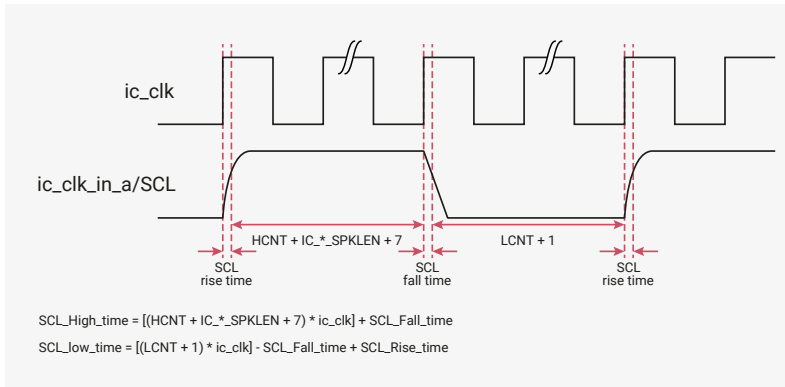 ic_clk
ic_clk_in_a/SCL
HCNT + IC_*_SPKLEN + 7
LCNT + 1
SCL
rise time
SCL
fall time
SCL
rise time
SCL_High_time = [(HCNT + IC_*_SPKLEN + 7) * ic_clk] + SCL_Fall_time
SCL_low_time = [(LCNT + 1) * ic_clk] - SCL_Fall_time + SCL_Rise_time